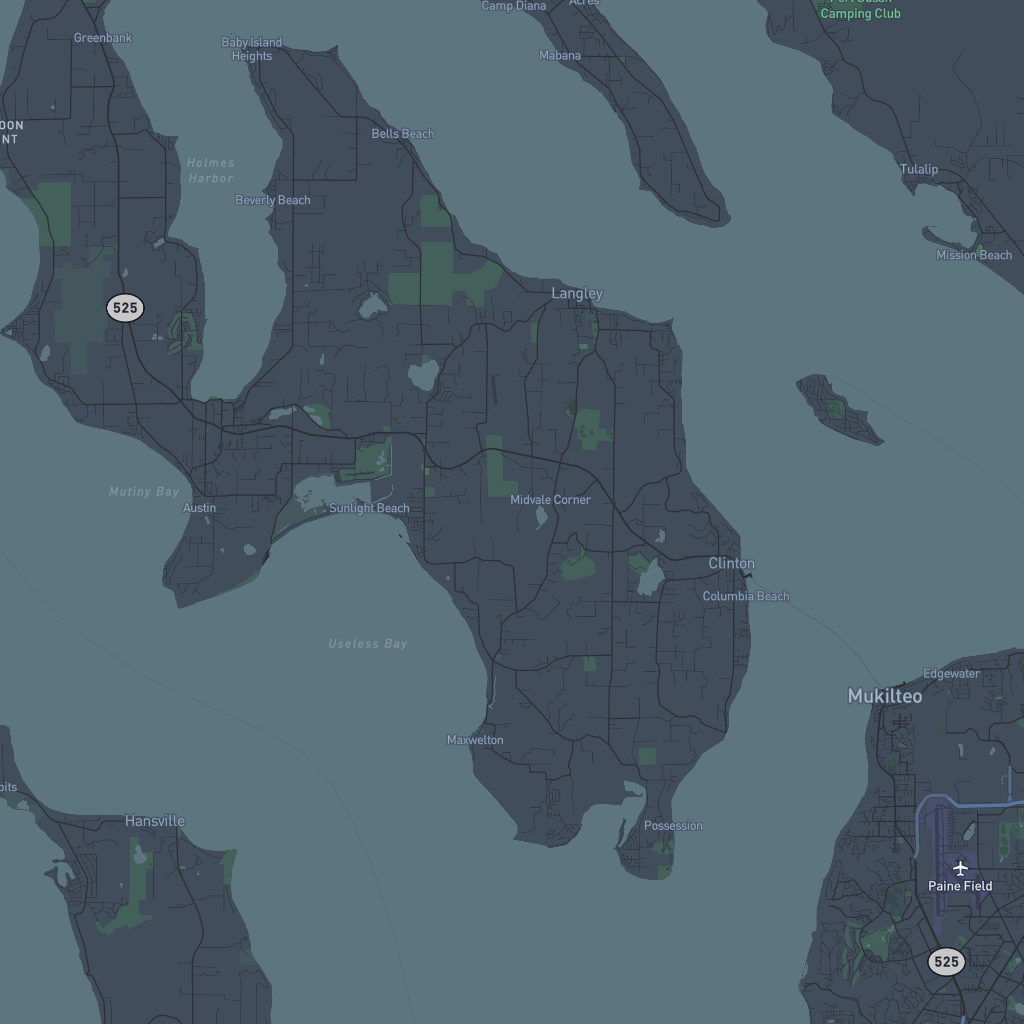 Camp Diana
Acres
Camping Club
Greenbank
Baby Island
Heights
Mabana
OON
NT
Bells Beach
Holmes
Harbor
Tulalip
Beverly Beach
Mission Beach
Langley
525
Mutiny Bay
Austin
Sunlight Beach
Midvale Corner
Clinton
Columbia Beach
Useless Bay
Edgewater
Mukilteo
Maxwelton
bits
Hansville
Possession
Paine Field
525